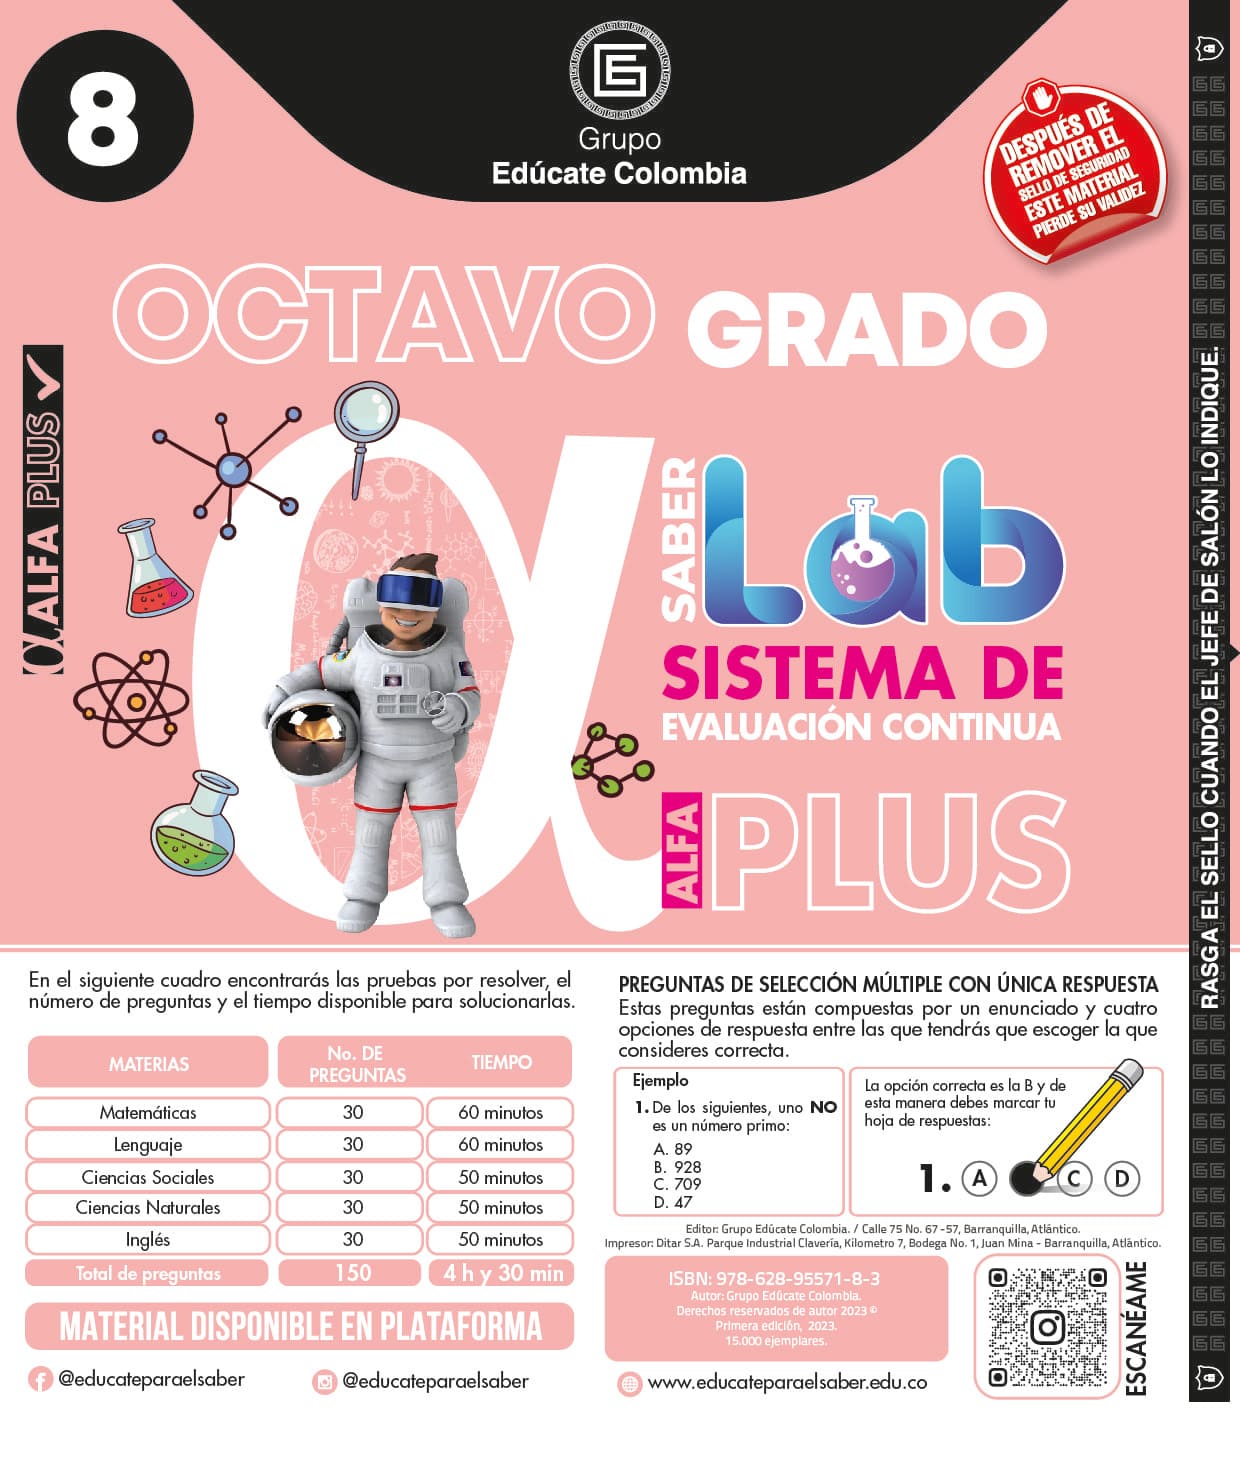 8
Grupo
Edúcate Colombia
DESPUÉS DE
REMOVER EL
SELLO DE SEGURIDAD
ESTE MATERIAL
PIERDE SU VALIDEZ
OCTAVO GRADO
ALFA PLUS
SABER
Lab
SISTEMA DE
EVALUACIÓN CONTINUA
ALFA
PLUS
RASGA EL SELLO CUANDO EL JEFE DE SALÓN LO INDIQUE.
En el siguiente cuadro encontrarás las pruebas por resolver, el
número de preguntas y el tiempo disponible para solucionarlas.
MATERIAS No. DE PREGUNTAS TIEMPO
Matemáticas 30 60 minutos
Lenguaje 30 60 minutos
Ciencias Sociales 30 50 minutos
Ciencias Naturales 30 50 minutos
Inglés 30 50 minutos
Total de preguntas 150 4 h y 30 min
MATERIAL DISPONIBLE EN PLATAFORMA
@educateparaelsaber @educateparaelsaber
PREGUNTAS DE SELECCIÓN MÚLTIPLE CON ÚNICA RESPUESTA
Estas preguntas están compuestas por un enunciado y cuatro
opciones de respuesta entre las que tendrás que escoger la que
consideres correcta.
Ejemplo
1. De los siguientes, uno NO
es un número primo:
A. 89
B. 928
C. 709
D. 47
La opción correcta es la B y de
esta manera debes marcar tu
hoja de respuestas:
1. A C D
Editor: Grupo Edúcate Colombia. / Calle 75 No. 67 -57, Barranquilla, Atlántico.
Impresor: Ditar S.A. Parque Industrial Clavería, Kilometro 7, Bodega No. 1, Juan Mina - Barranquilla, Atlántico.
ISBN: 978-628-95571-8-3
Autor: Grupo Edúcate Colombia.
Derechos reservados de autor 2023 ©
Primera edición, 2023.
15.000 ejemplares.
www.educateparaelsaber.edu.co
ESCANÉAME